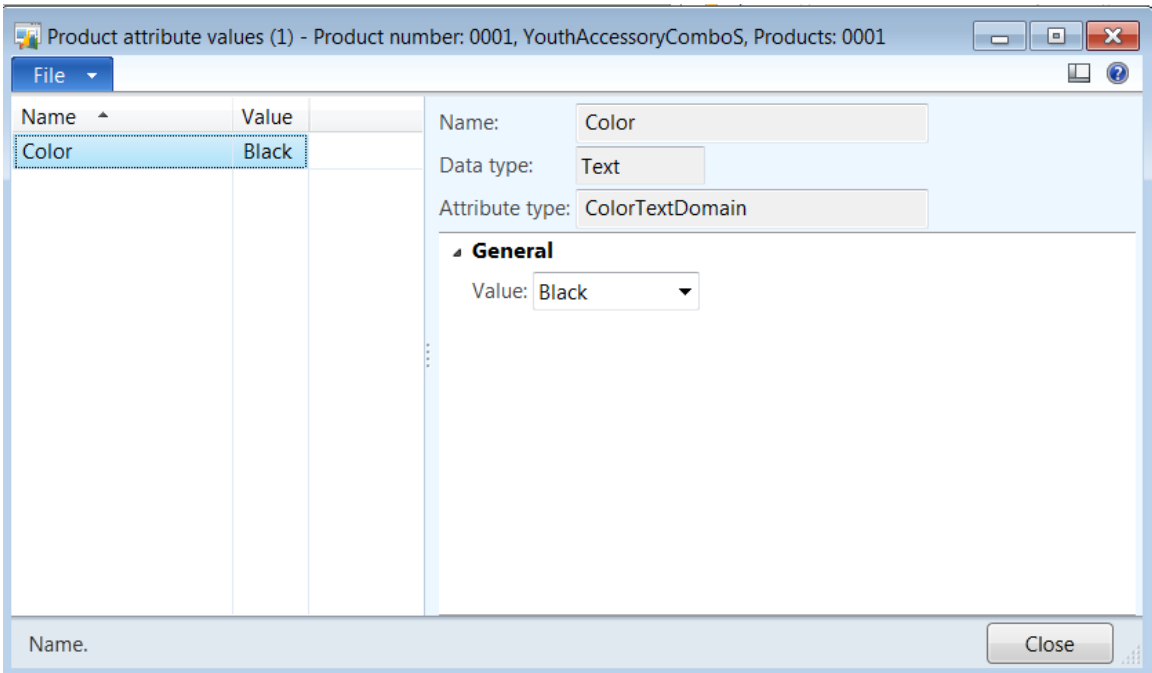 Product attribute values (1) - Product number: 0001, YouthAccessoryComboS, Products: 0001
File
Name Value
Color Black
Name: Color
Data type: Text
Attribute type: ColorTextDomain
General
Value: Black
Name.
Close